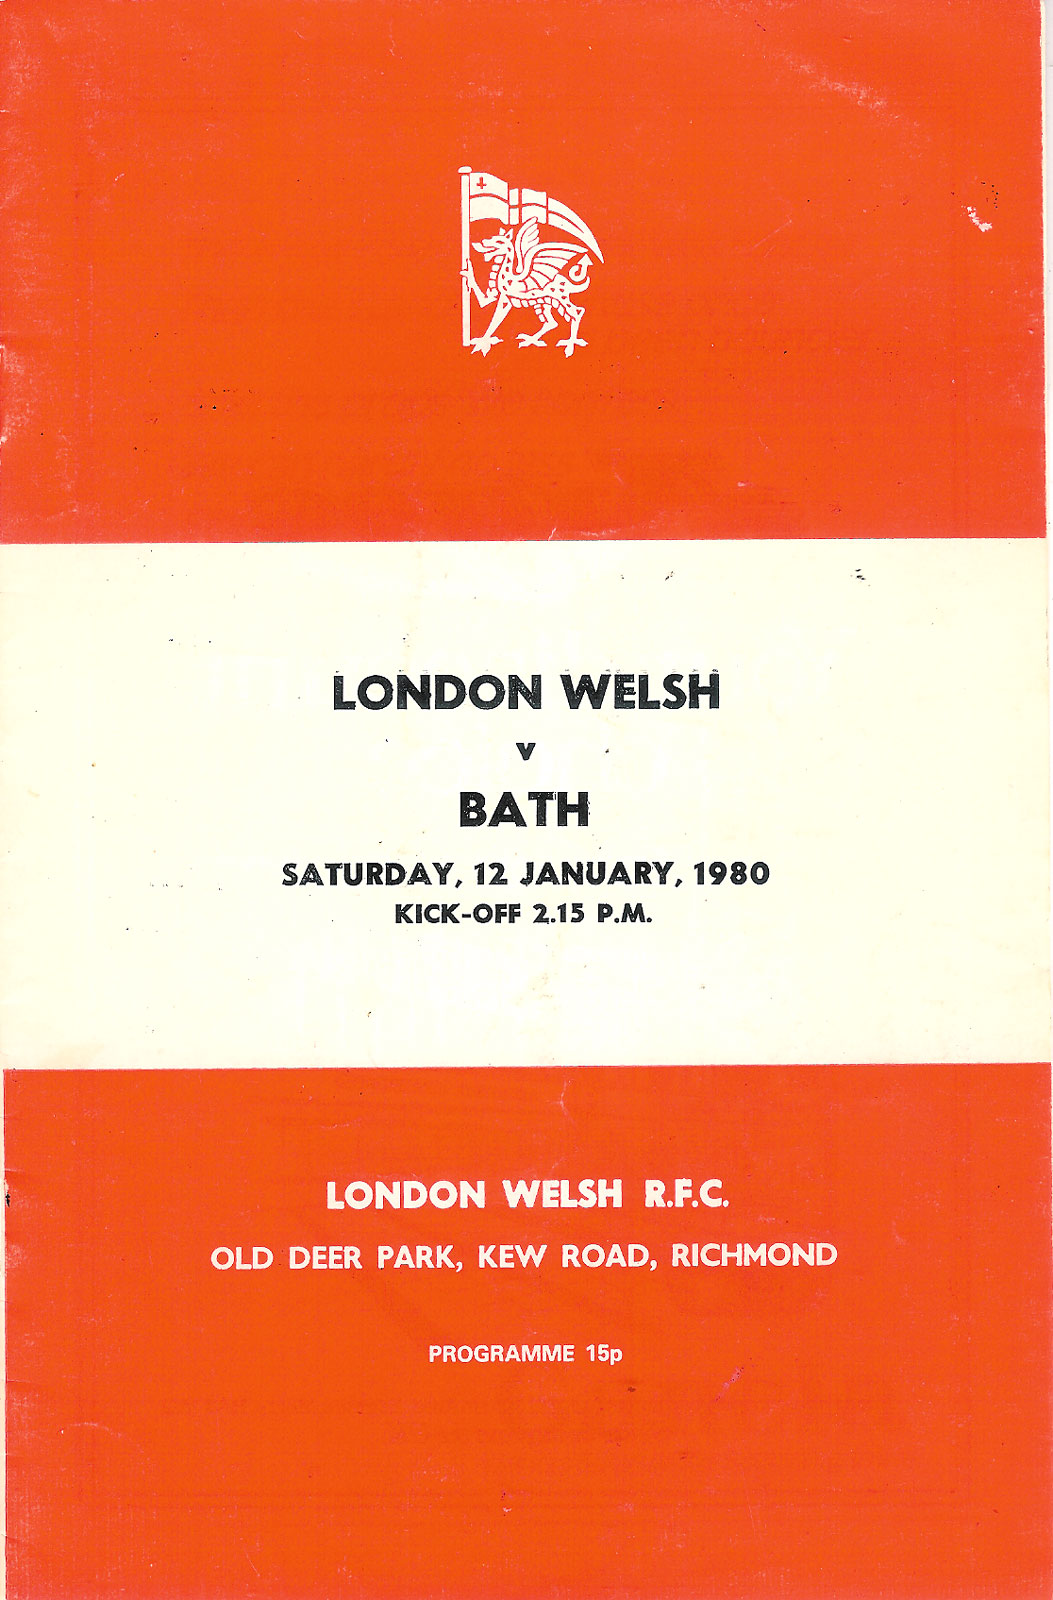 LONDON WELSH
v
BATH
SATURDAY, 12 JANUARY, 1980
KICK-OFF 2.15 P.M.
LONDON WELSH R.F.C.
OLD DEER PARK, KEW ROAD, RICHMOND
PROGRAMME 15p